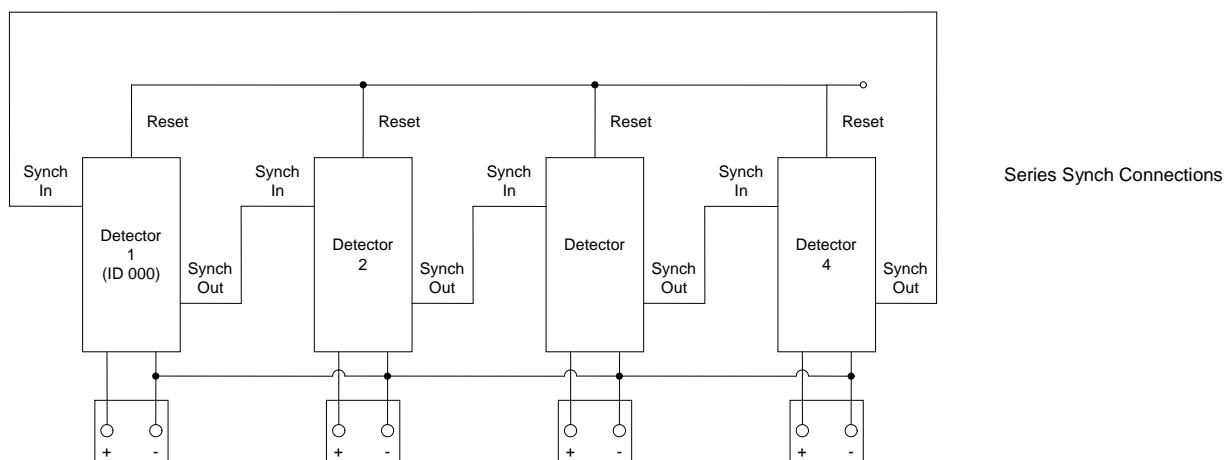 Reset
Reset
Reset
Reset
Synch
In
Synch
In
Synch
In
Synch
In
Series Synch Connections
Detector
1
(ID 000)
Detector
2
Detector
Detector
4
Synch
Out
Synch
Out
Synch
Out
Synch
Out
+ -
+ -
+ -
+ -